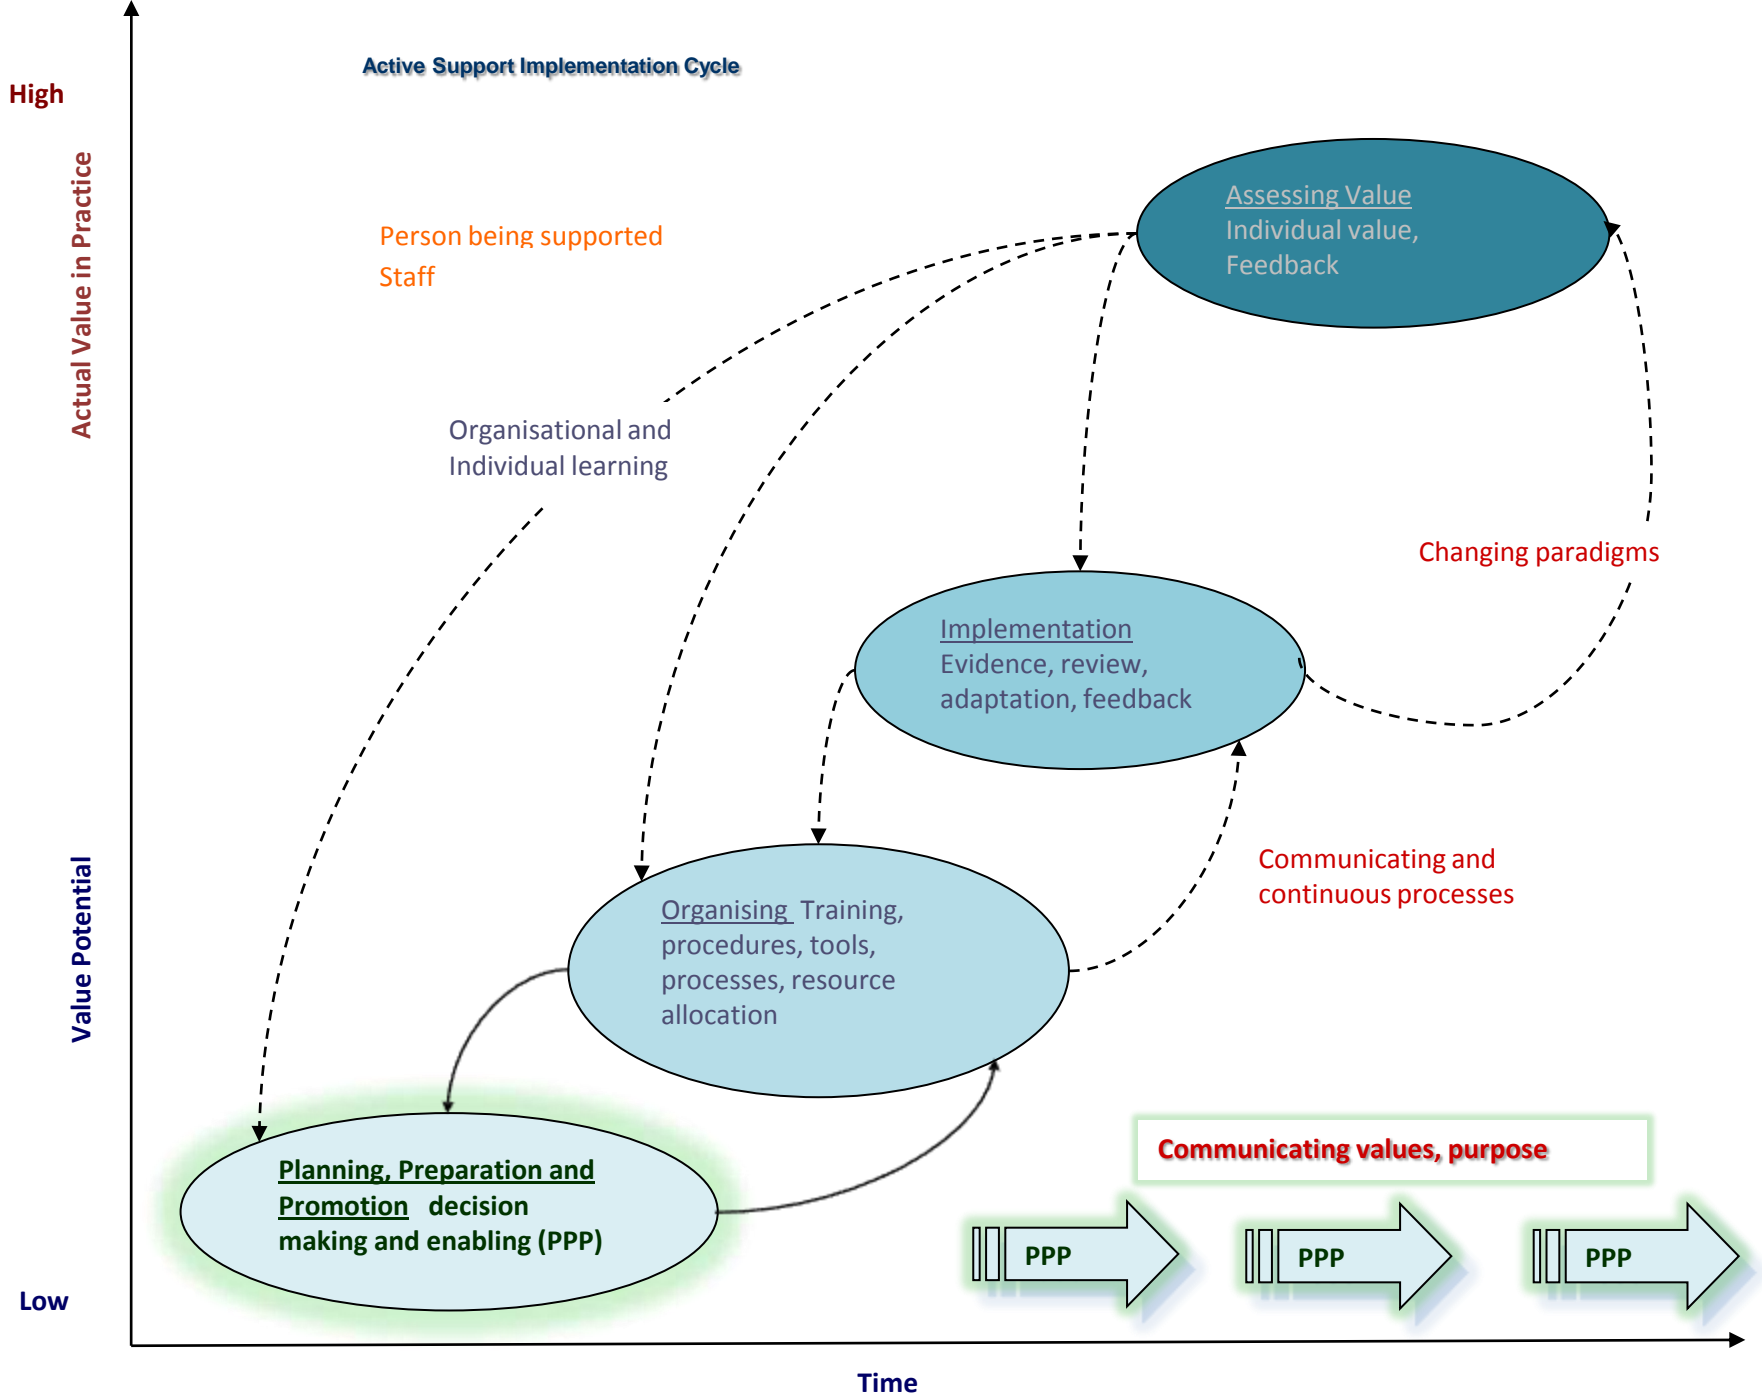 Active Support Implementation Cycle
High
Actual Value in Practice
Assessing Value
Individual value,
Feedback
Person being supported
Staff
Organisational and
Individual learning
Changing paradigms
Implementation
Evidence, review,
adaptation, feedback
Communicating and
continuous processes
Value Potential
Organising Training,
procedures, tools,
processes, resource
allocation
Communicating values, purpose
Planning, Preparation and
Promotion decision
making and enabling (PPP)
PPP
PPP
PPP
Low
Time